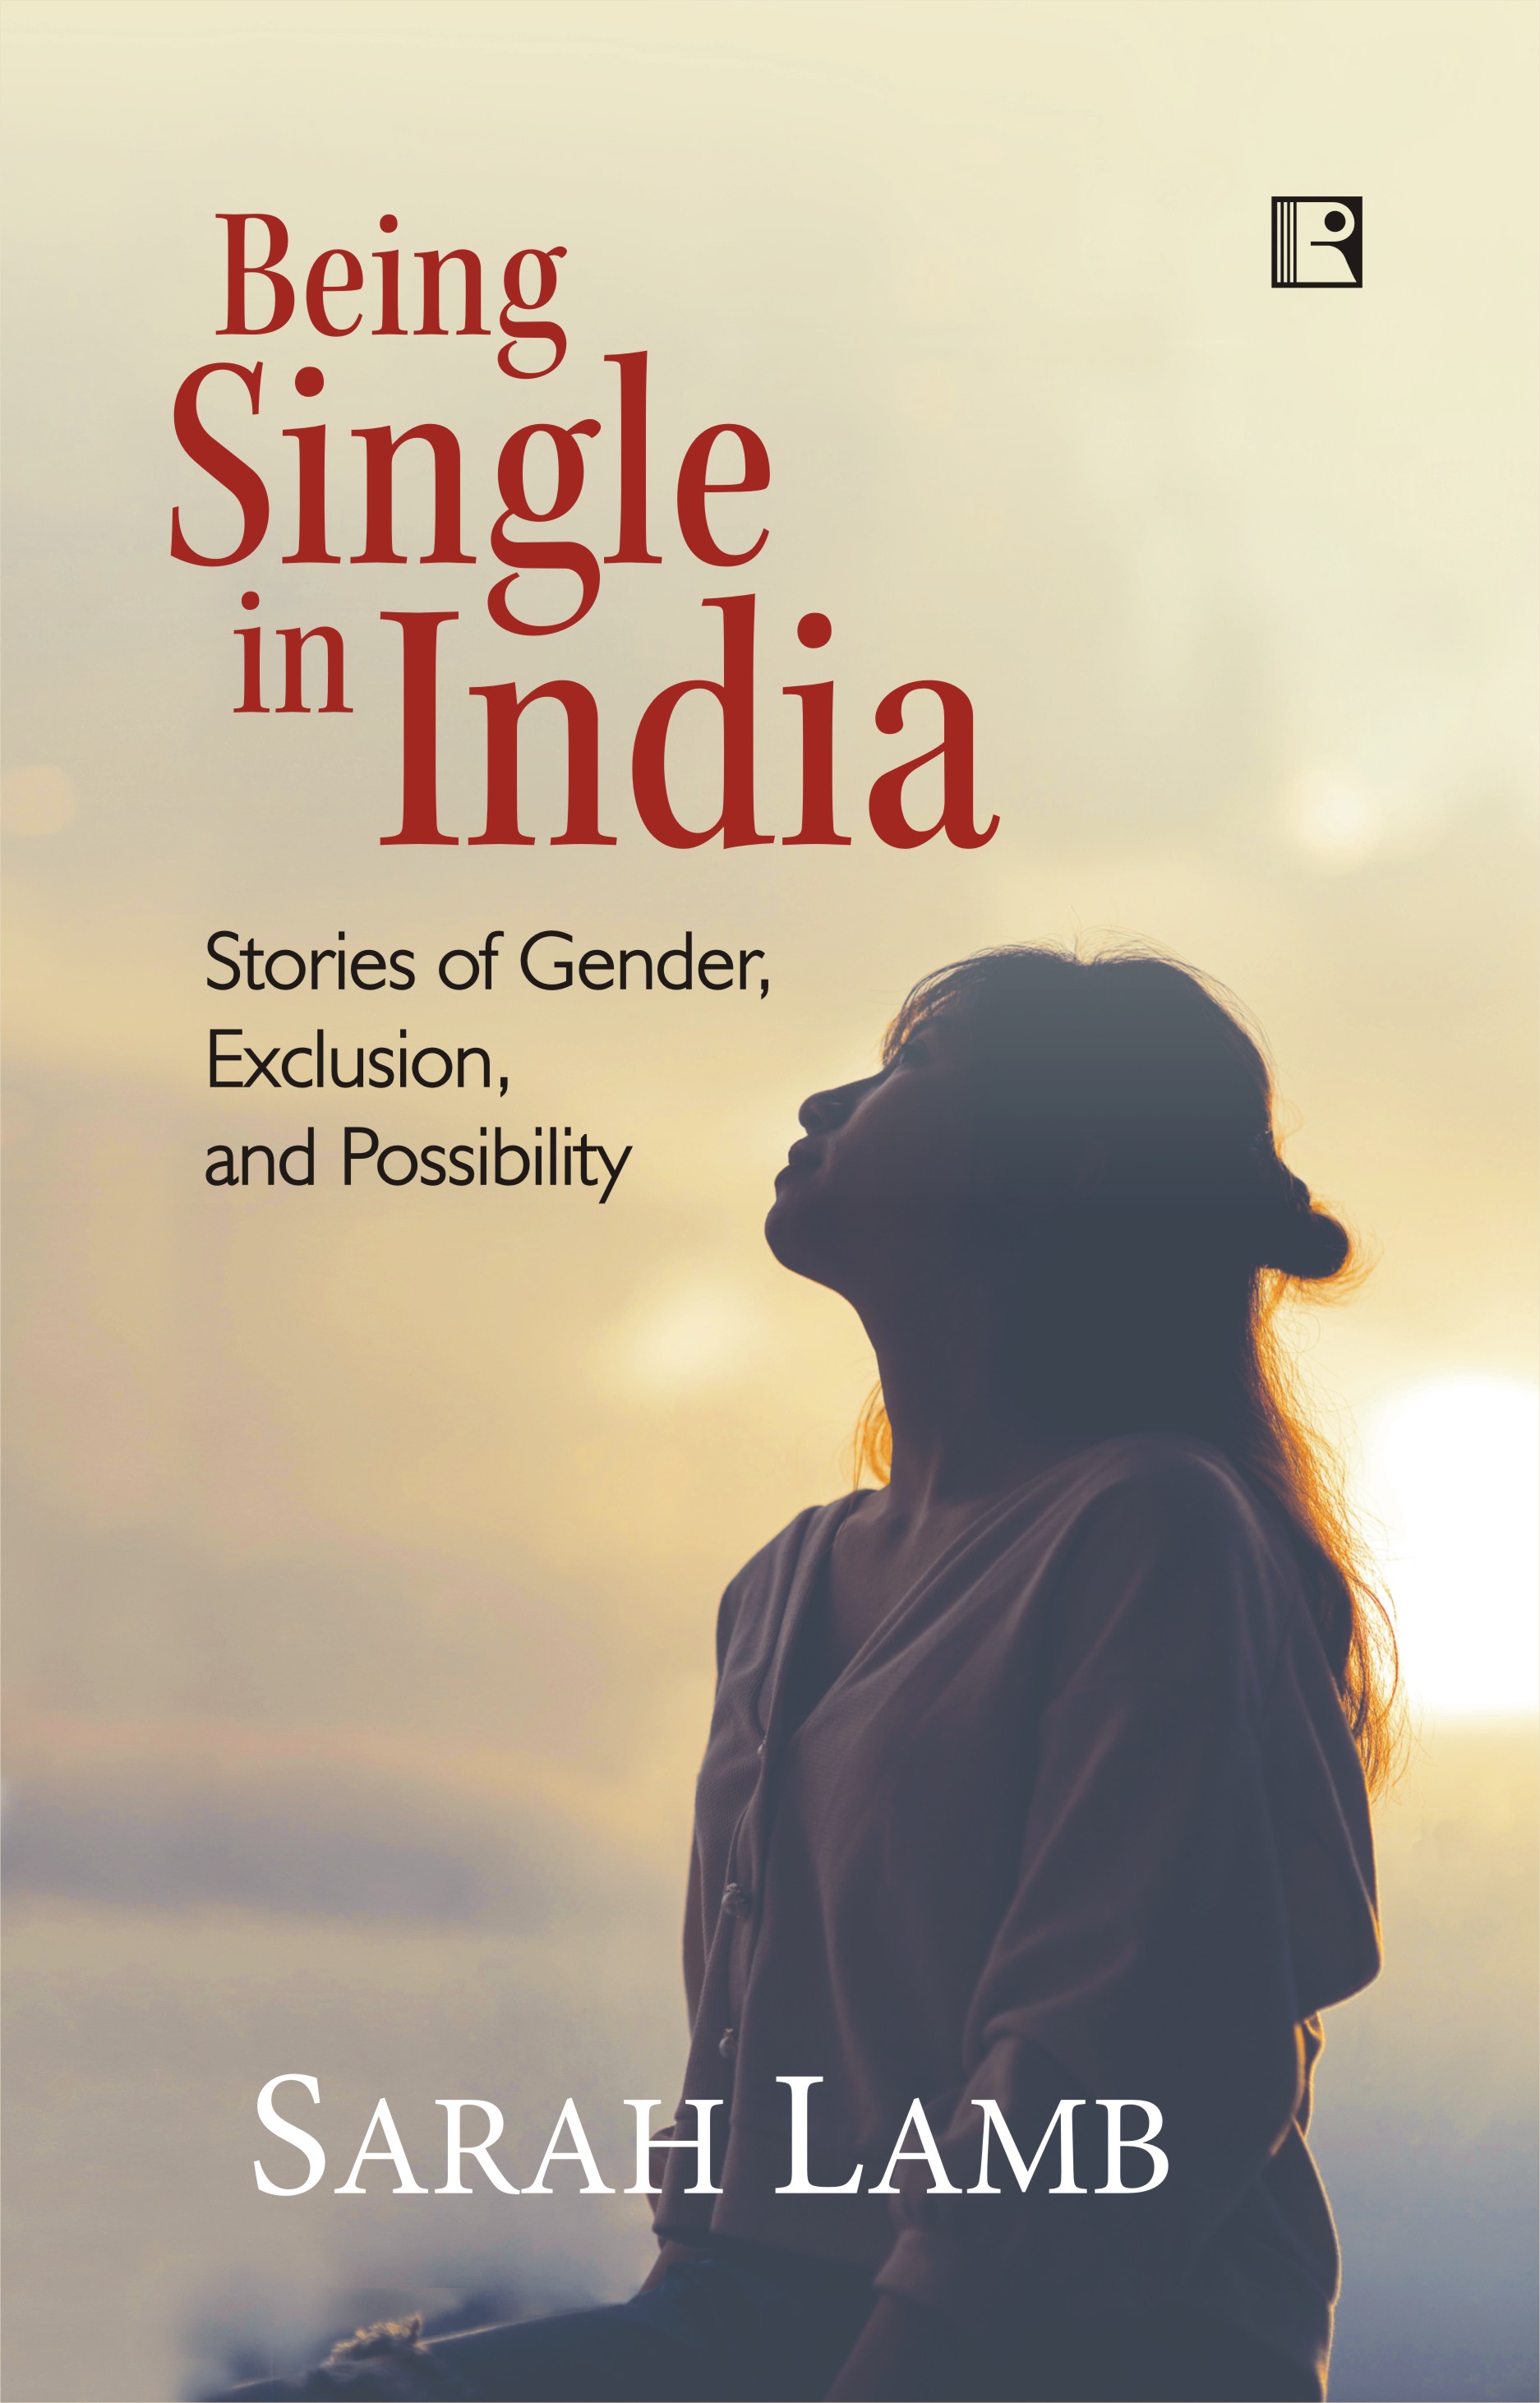 Being
Single
in India
Stories of Gender,
Exclusion,
and Possibility
SARAH LAMB